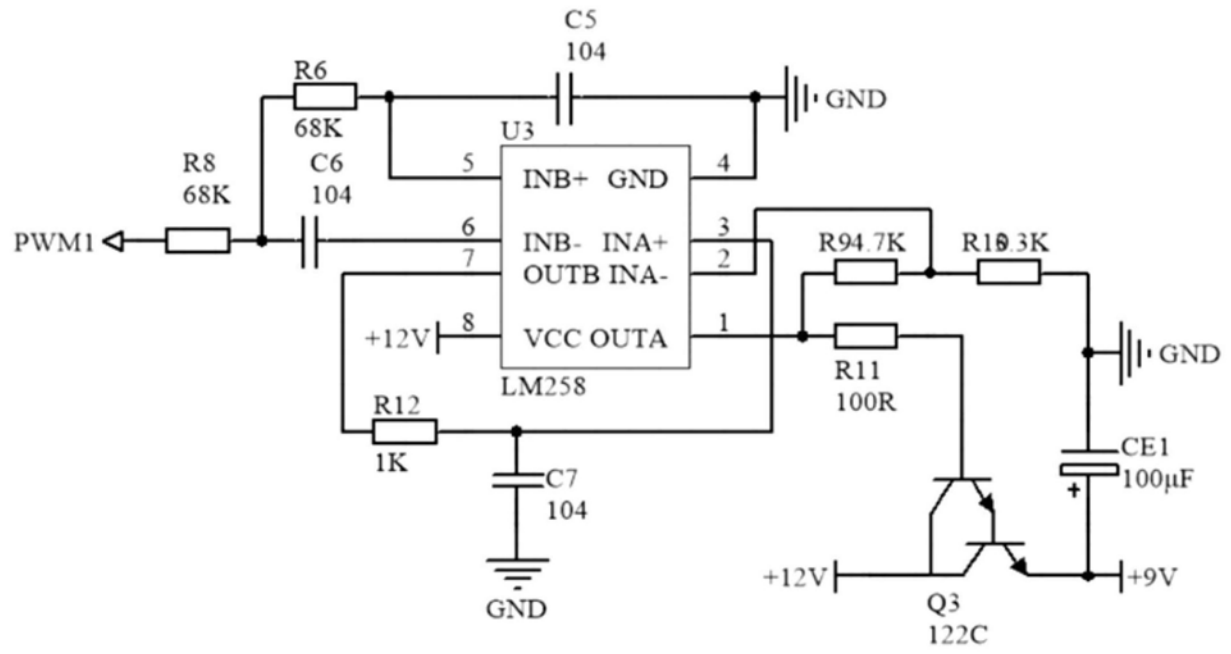 C5
104
R6
68K
GND
U3
R8
68K
C6
104
5
INB+ GND
4
PWM1
6
INB- INA+
3
7
OUTB INA-
2
R94.7K
+12V
8
VCC OUTA
1
LM258
R11
100R
GND
R12
1K
C7
104
GND
CE1
100μF
+
+12V
+9V
Q3
122C